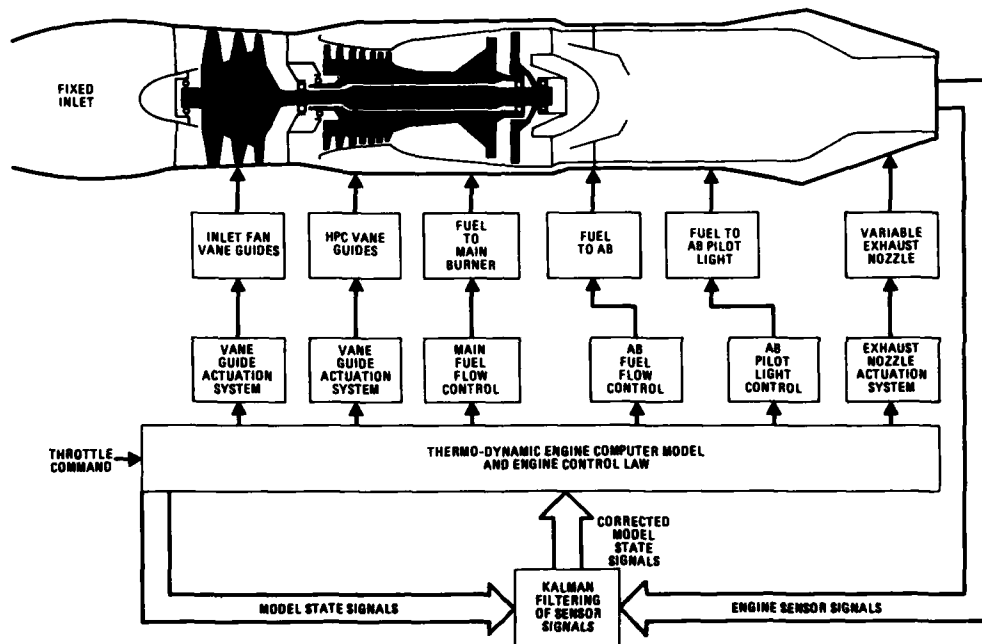 FIXED
INLET
INLET FAN
VANE GUIDES
HPC VANE
GUIDES
FUEL
TO
MAIN
BURNER
FUEL
TO AB
FUEL TO
AB PILOT
LIGHT
VARIABLE
EXHAUST
NOZZLE
VANE
GUIDE
ACTUATION
SYSTEM
VANE
GUIDE
ACTUATION
SYSTEM
MAIN
FUEL
FLOW
CONTROL
AB
FUEL
FLOW
CONTROL
AB
PILOT
LIGHT
CONTROL
EXHAUST
NOZZLE
ACTUATION
SYSTEM
THROTTLE
COMMAND
THERMO-DYNAMIC ENGINE COMPUTER MODEL
AND ENGINE CONTROL LAW
CORRECTED
MODEL
STATE
SIGNALS
MODEL STATE SIGNALS
KALMAN
FILTERING
OF SENSOR
SIGNALS
ENGINE SENSOR SIGNALS